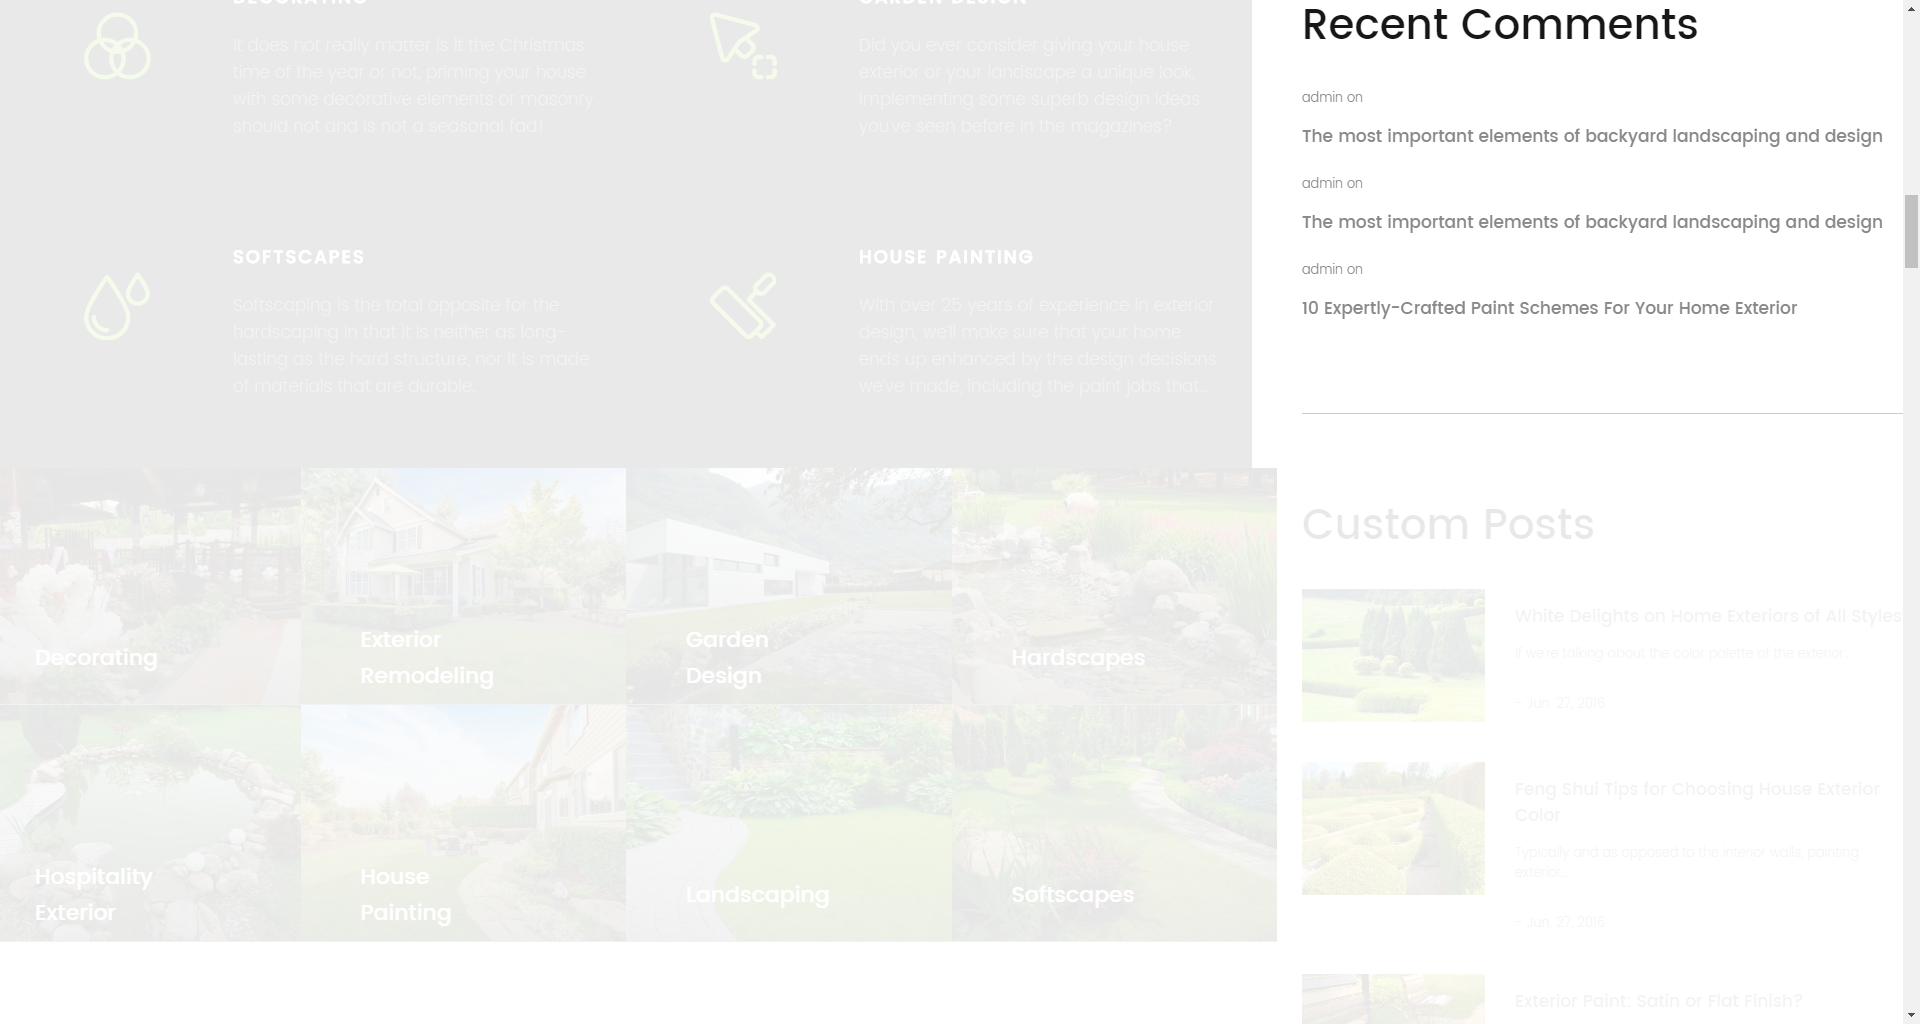 DECORATING
It does not really matter is it the Christmas
time of the year or not, priming your house
with some decorative elements or masonry
should not and is not a seasonal fad!
GARDEN DESIGN
Did you ever consider giving your house
exterior or your landscape a unique look,
implementing some superb design ideas
you've seen before in the magazines?
SOFTSCAPES
Softscaping is the total opposite for the
hardscaping in that it is neither as long-
lasting as the hard structure, nor it is made
of materials that are durable.
HOUSE PAINTING
With over 25 years of experience in exterior
design, we'll make sure that your home
ends up enhanced by the design decisions
we've made, including the paint jobs that...
Decorating
Exterior
Remodeling
Garden
Design
Hardscapes
Hospitality
Exterior
House
Painting
Landscaping
Softscapes
Recent Comments
admin on
The most important elements of backyard landscaping and design
admin on
The most important elements of backyard landscaping and design
admin on
10 Expertly-Crafted Paint Schemes For Your Home Exterior
Custom Posts
White Delights on Home Exteriors of All Styles
If we're talking about the color palette of the exterior...
- Jun. 27, 2016
Feng Shui Tips for Choosing House Exterior
Color
Typically and as opposed to the interior walls, painting
exterior...
- Jun. 27, 2016
Exterior Paint: Satin or Flat Finish?